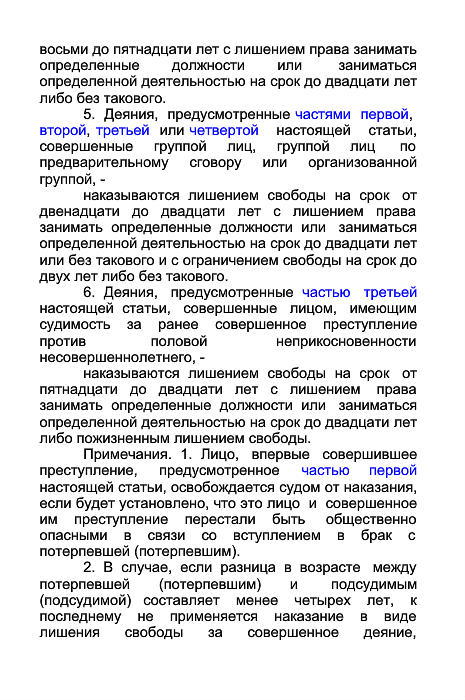 восьми до пятнадцати лет с лишением права занимать
определенные должности или заниматься
определенной деятельностью на срок до двадцати лет
либо без такового.
5. Деяния, предусмотренные частями первой,
второй, третьей или четвертой настоящей статьи,
совершенные группой лиц, группой лиц по
предварительному сговору или организованной
группой, -
наказываются лишением свободы на срок от
двенадцати до двадцати лет с лишением права
занимать определенные должности или заниматься
определенной деятельностью на срок до двадцати лет
или без такового и с ограничением свободы на срок до
двух лет либо без такового.
6. Деяния, предусмотренные частью третьей
настоящей статьи, совершенные лицом, имеющим
судимость за ранее совершенное преступление
против половой неприкосновенности
несовершеннолетнего, -
наказываются лишением свободы на срок от
пятнадцати до двадцати лет с лишением права
занимать определенные должности или заниматься
определенной деятельностью на срок до двадцати лет
либо пожизненным лишением свободы.
Примечания. 1. Лицо, впервые совершившее
преступление, предусмотренное частью первой
настоящей статьи, освобождается судом от наказания,
если будет установлено, что это лицо и совершенное
им преступление перестали быть общественно
опасными в связи со вступлением в брак с
потерпевшей (потерпевшим).
2. В случае, если разница в возрасте между
потерпевшей (потерпевшим) и подсудимым
(подсудимой) составляет менее четырех лет, к
последнему не применяется наказание в виде
лишения свободы за совершенное деяние,